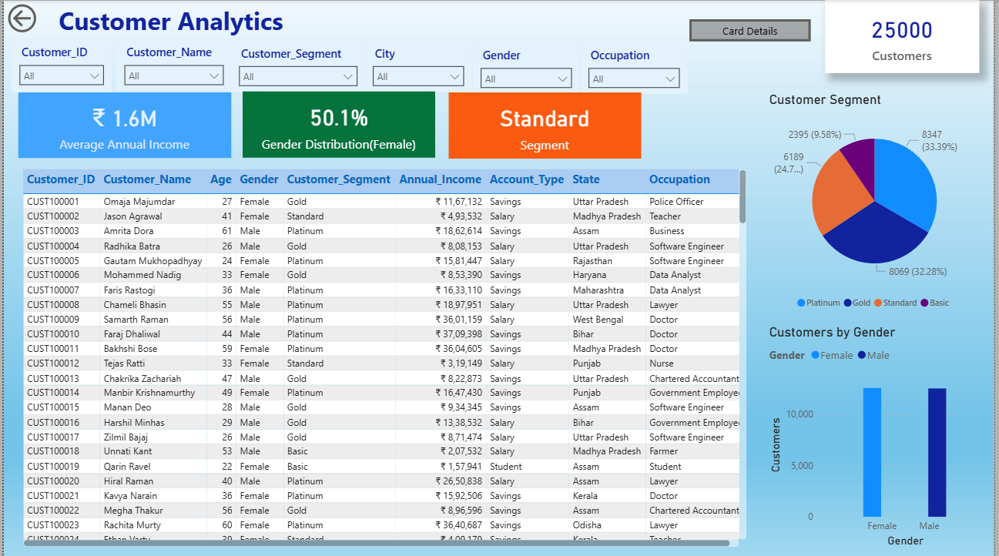 Customer Analytics
Card Details
25000
Customers
Customer_ID Customer_Name Customer_Segment City Gender Occupation
All All All All All All
₹ 1.6M
Average Annual Income
50.1%
Gender Distribution(Female)
Standard
Segment
Customer_ID Customer_Name Age Gender Customer_Segment Annual_Income Account_Type State Occupation
CUST100001 Omaja Majumdar 27 Female Gold ₹ 11,67,132 Savings Uttar Pradesh Police Officer
CUST100002 Jason Agrawal 41 Female Standard ₹ 4,93,532 Salary Madhya Pradesh Teacher
CUST100003 Amrita Dora 61 Male Platinum ₹ 18,62,614 Savings Assam Business
CUST100004 Radhika Batra 26 Male Gold ₹ 8,08,153 Salary Uttar Pradesh Software Engineer
CUST100005 Gautam Mukhopadhyay 24 Female Platinum ₹ 15,81,447 Salary Rajasthan Software Engineer
CUST100006 Mohammed Nadig 33 Female Gold ₹ 8,53,390 Savings Haryana Data Analyst
CUST100007 Faris Rastogi 36 Male Platinum ₹ 16,33,110 Savings Maharashtra Data Analyst
CUST100008 Chameli Bhasin 55 Male Platinum ₹ 18,97,951 Salary Uttar Pradesh Lawyer
CUST100009 Samarth Raman 56 Male Platinum ₹ 36,01,159 Salary West Bengal Doctor
CUST100010 Faraj Dhaliwal 44 Male Platinum ₹ 37,09,398 Savings Bihar Doctor
CUST100011 Bakhshi Bose 59 Female Platinum ₹ 36,04,605 Savings Madhya Pradesh Doctor
CUST100012 Tejas Ratti 33 Female Standard ₹ 3,19,149 Salary Punjab Nurse
CUST100013 Chakrika Zachariah 47 Male Gold ₹ 8,22,873 Savings Uttar Pradesh Chartered Accountant
CUST100014 Manbir Krishnamurthy 49 Female Platinum ₹ 16,47,430 Savings Punjab Government Employe
CUST100015 Manan Deo 28 Male Gold ₹ 9,34,345 Savings Assam Software Engineer
CUST100016 Harshil Minhas 29 Male Gold ₹ 13,38,532 Salary Bihar Government Employe
CUST100017 Zilmil Bajaj 26 Male Gold ₹ 8,71,474 Salary Uttar Pradesh Software Engineer
CUST100018 Unnati Kant 53 Male Basic ₹ 2,07,532 Salary Madhya Pradesh Farmer
CUST100019 Qarin Ravel 22 Female Basic ₹ 1,57,941 Student Assam Student
CUST100020 Hiral Raman 40 Male Platinum ₹ 26,50,838 Salary Assam Lawyer
CUST100021 Kavya Narain 36 Female Platinum ₹ 15,92,506 Savings Kerala Doctor
CUST100022 Megha Thakur 56 Female Gold ₹ 8,96,596 Savings Assam Chartered Accountant
CUST100023 Rachita Murty 60 Female Platinum ₹ 36,40,687 Savings Odisha Lawyer
CUST100024 Ethan Varty 39 Female Standard ₹ 4,09,179 Savings Kerala Teacher
Customer Segment
2395 (9.58%)
8347
(33.39%)
6189
(24.7...)
8069 (32.28%)
Platinum Gold Standard Basic
Customers by Gender
Gender Female Male
Customers
10,000
5,000
0
Female Male
Gender